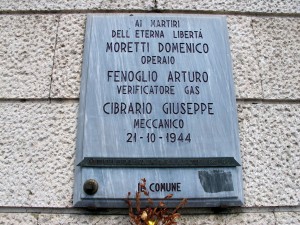 AI MARTIRI
DELL'ETERNA LIBERTÁ
MORETTI DOMENICO
OPERAIO
FENOGLIO ARTURO
VERIFICATORE GAS
CIBRARIO GIUSEPPE
MECCANICO
21-10-1944
IL COMUNE